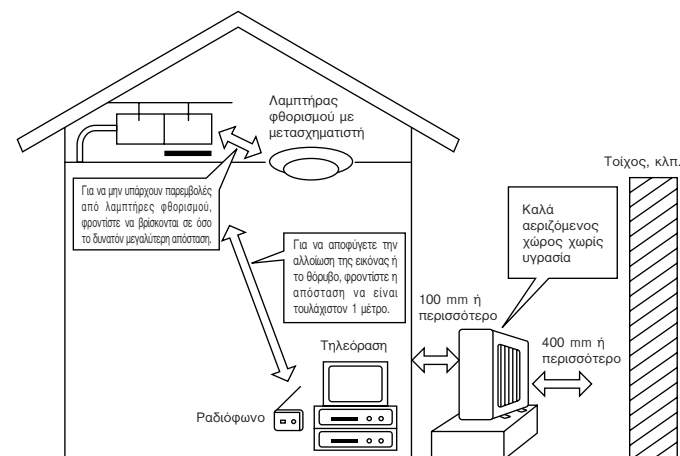 Λαμπτήρας
φθορισμού με
μετασχηματιστή
Τοίχος, κλπ.
Για να μην υπάρχουν παρεμβολές
από λαμπτήρες φθορισμού,
φροντίστε να βρίσκονται σε όσο
το δυνατόν μεγαλύτερη απόσταση.
Καλά
αεριζόμενος
χώρος χωρίς
υγρασία
Για να αποφύγετε την
αλλοίωση της εικόνας ή
το θόρυβο, φροντίστε η
απόσταση να είναι
τουλάχιστον 1 μέτρο.
100 mm ή
περισσότερο
Τηλεόραση
400 mm ή
περισσότερο
Ραδιόφωνο